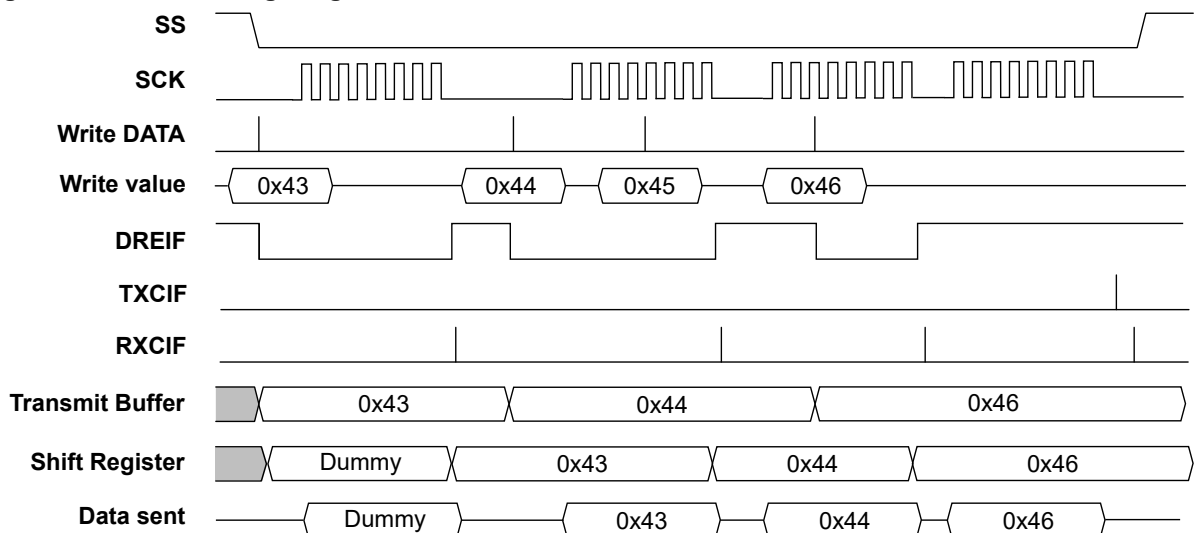 SS
SCK
Write DATA
Write value 0x43 0x44 0x45 0x46
DREIF
TXCIF
RXCIF
Transmit Buffer 0x43 0x44 0x46
Shift Register Dummy 0x43 0x44 0x46
Data sent Dummy 0x43 0x44 0x46